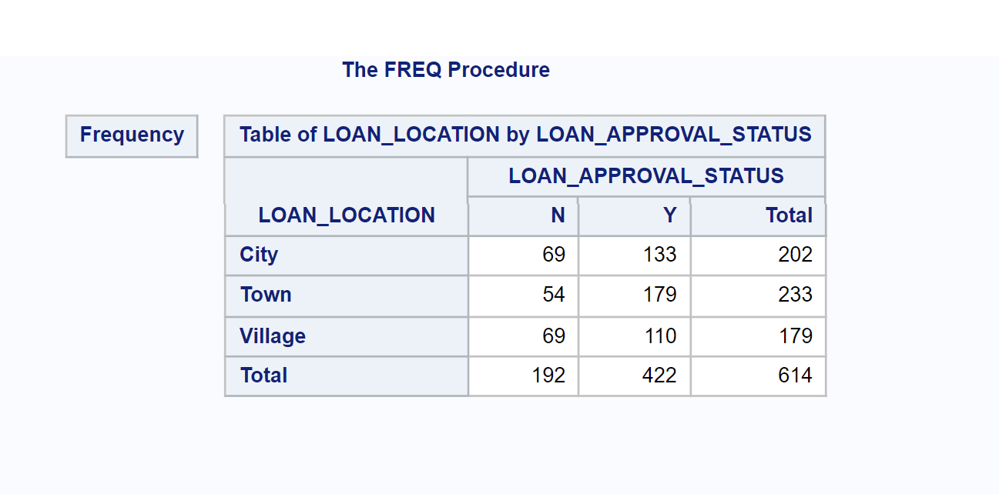 The FREQ Procedure
Frequency
Table of LOAN_LOCATION by LOAN_APPROVAL_STATUS
LOAN_APPROVAL_STATUS
LOAN_LOCATION N Y Total
City 69 133 202
Town 54 179 233
Village 69 110 179
Total 192 422 614